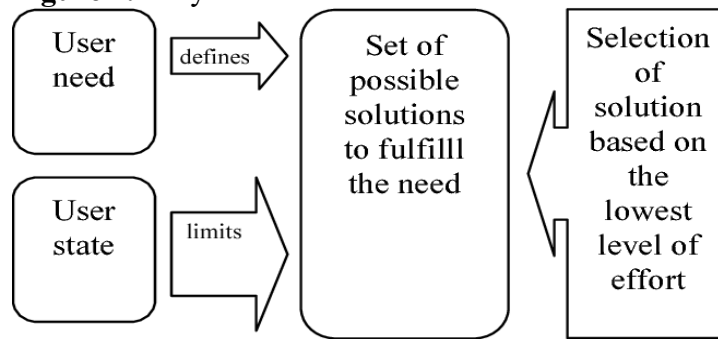 User
need
defines
Set of
possible
solutions
to fulfilll
the need
Selection
of
solution
based on
the
lowest
level of
effort
User
state
limits